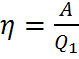 η = A / Q₁